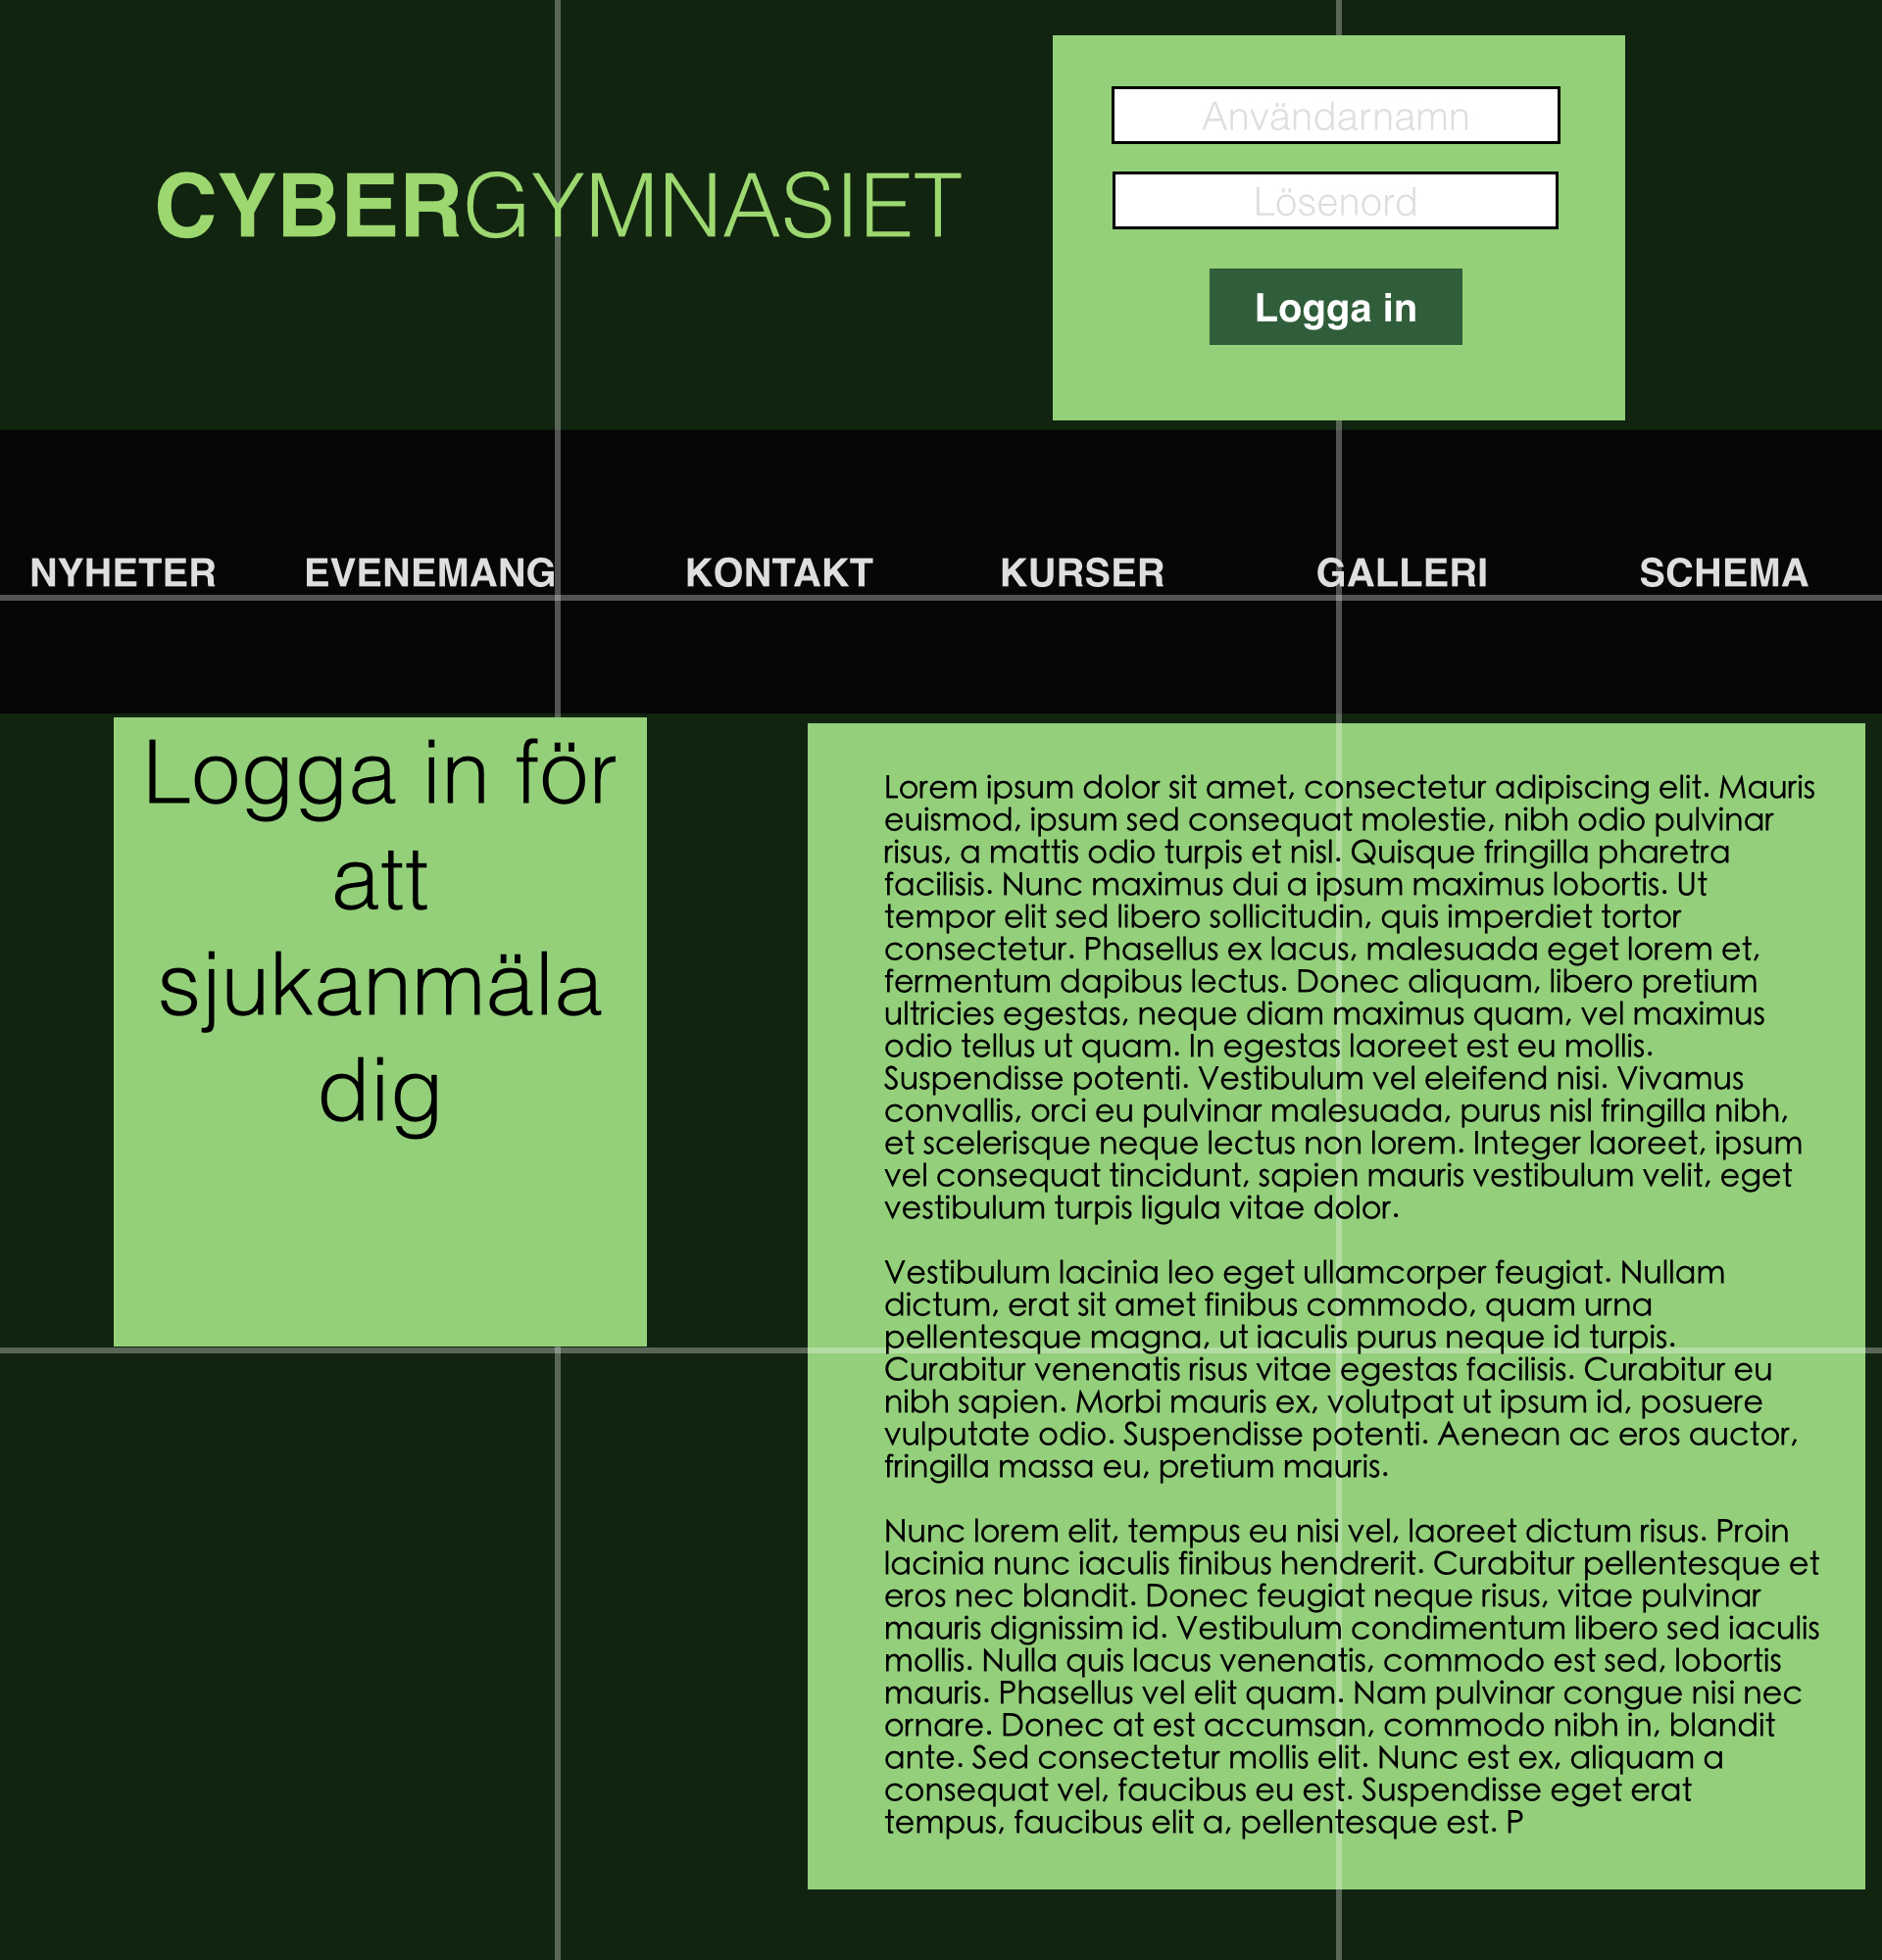 CYBERGYMNASIET
Användarnamn
Lösenord
Logga in
NYHETER EVENEMANG KONTAKT KURSER GALLERI SCHEMA
Logga in för
att
sjukanmäla
dig
Lorem ipsum dolor sit amet, consectetur adipiscing elit. Mauris
euismod, ipsum sed consequat molestie, nibh odio pulvinar
risus, a mattis odio turpis et nisl. Quisque fringilla pharetra
facilisis. Nunc maximus dui a ipsum maximus lobortis. Ut
tempor elit sed libero sollicitudin, quis imperdiet tortor
consectetur. Phasellus ex lacus, malesuada eget lorem et,
fermentum dapibus lectus. Donec aliquam, libero pretium
ultricies egestas, neque diam maximus quam, vel maximus
odio tellus ut quam. In egestas laoreet est eu mollis.
Suspendisse potenti. Vestibulum vel eleifend nisi. Vivamus
convallis, orci eu pulvinar malesuada, purus nisl fringilla nibh,
et scelerisque neque lectus non lorem. Integer laoreet, ipsum
vel consequat tincidunt, sapien mauris vestibulum velit, eget
vestibulum turpis ligula vitae dolor.
Vestibulum lacinia leo eget ullamcorper feugiat. Nullam
dictum, erat sit amet finibus commodo, quam urna
pellentesque magna, ut iaculis purus neque id turpis.
Curabitur venenatis risus vitae egestas facilisis. Curabitur eu
nibh sapien. Morbi mauris ex, volutpat ut ipsum id, posuere
vulputate odio. Suspendisse potenti. Aenean ac eros auctor,
fringilla massa eu, pretium mauris.
Nunc lorem elit, tempus eu nisi vel, laoreet dictum risus. Proin
lacinia nunc iaculis finibus hendrerit. Curabitur pellentesque et
eros nec blandit. Donec feugiat neque risus, vitae pulvinar
mauris dignissim id. Vestibulum condimentum libero sed iaculis
mollis. Nulla quis lacus venenatis, commodo est sed, lobortis
mauris. Phasellus vel elit quam. Nam pulvinar congue nisi nec
ornare. Donec at est accumsan, commodo nibh in, blandit
ante. Sed consectetur mollis elit. Nunc est ex, aliquam a
consequat vel, faucibus eu est. Suspendisse eget erat
tempus, faucibus elit a, pellentesque est. P